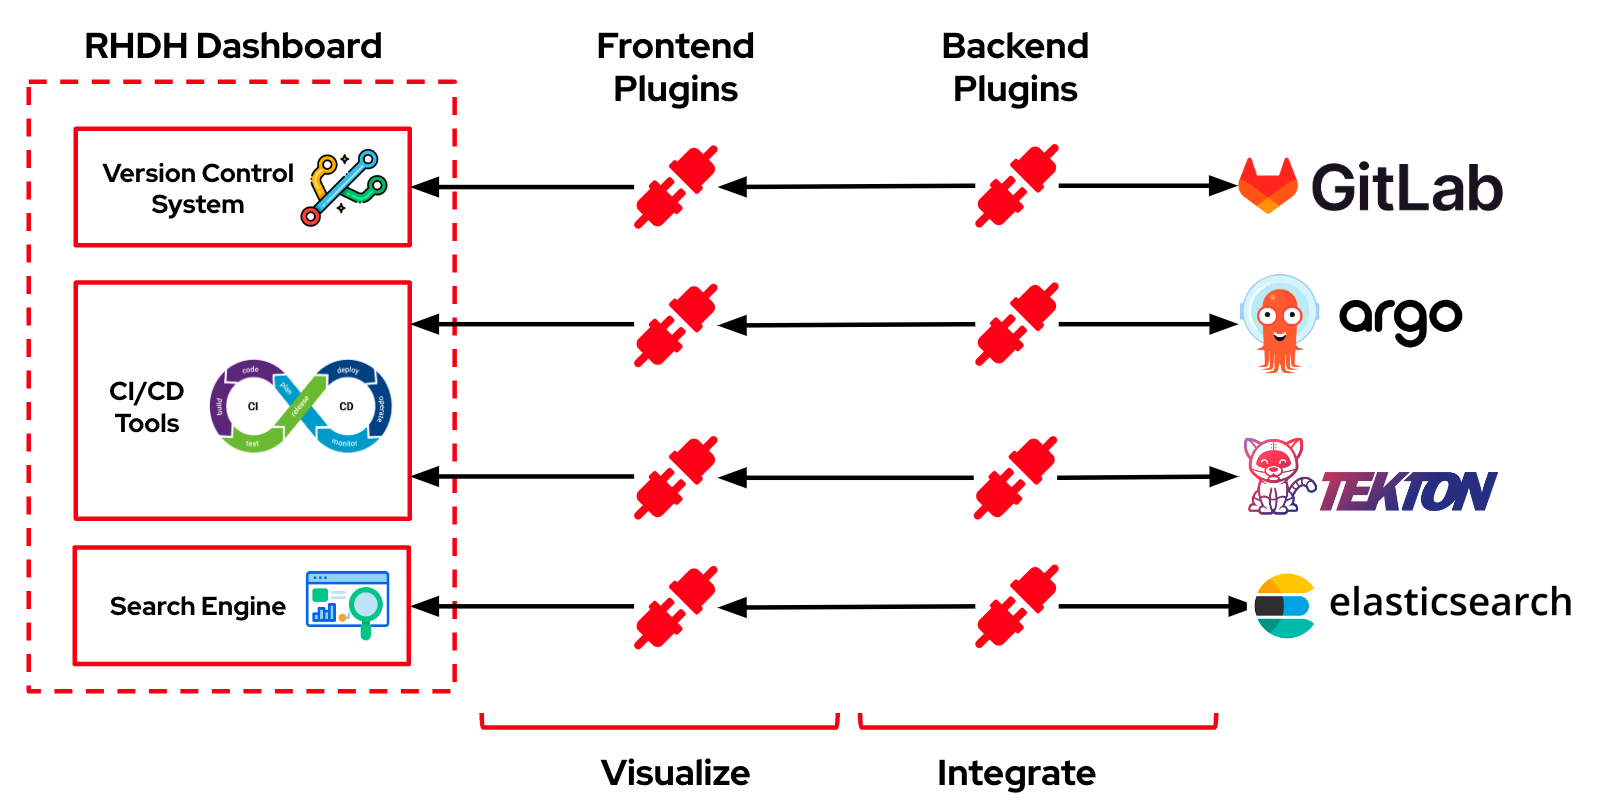 RHDH Dashboard
Frontend
Plugins
Backend
Plugins
Version Control
System
GitLab
argo
CI/CD
Tools
code
build
test
plan
release
CI
CD
deploy
operate
monitor
TEKTON
Search Engine
elasticsearch
Visualize
Integrate